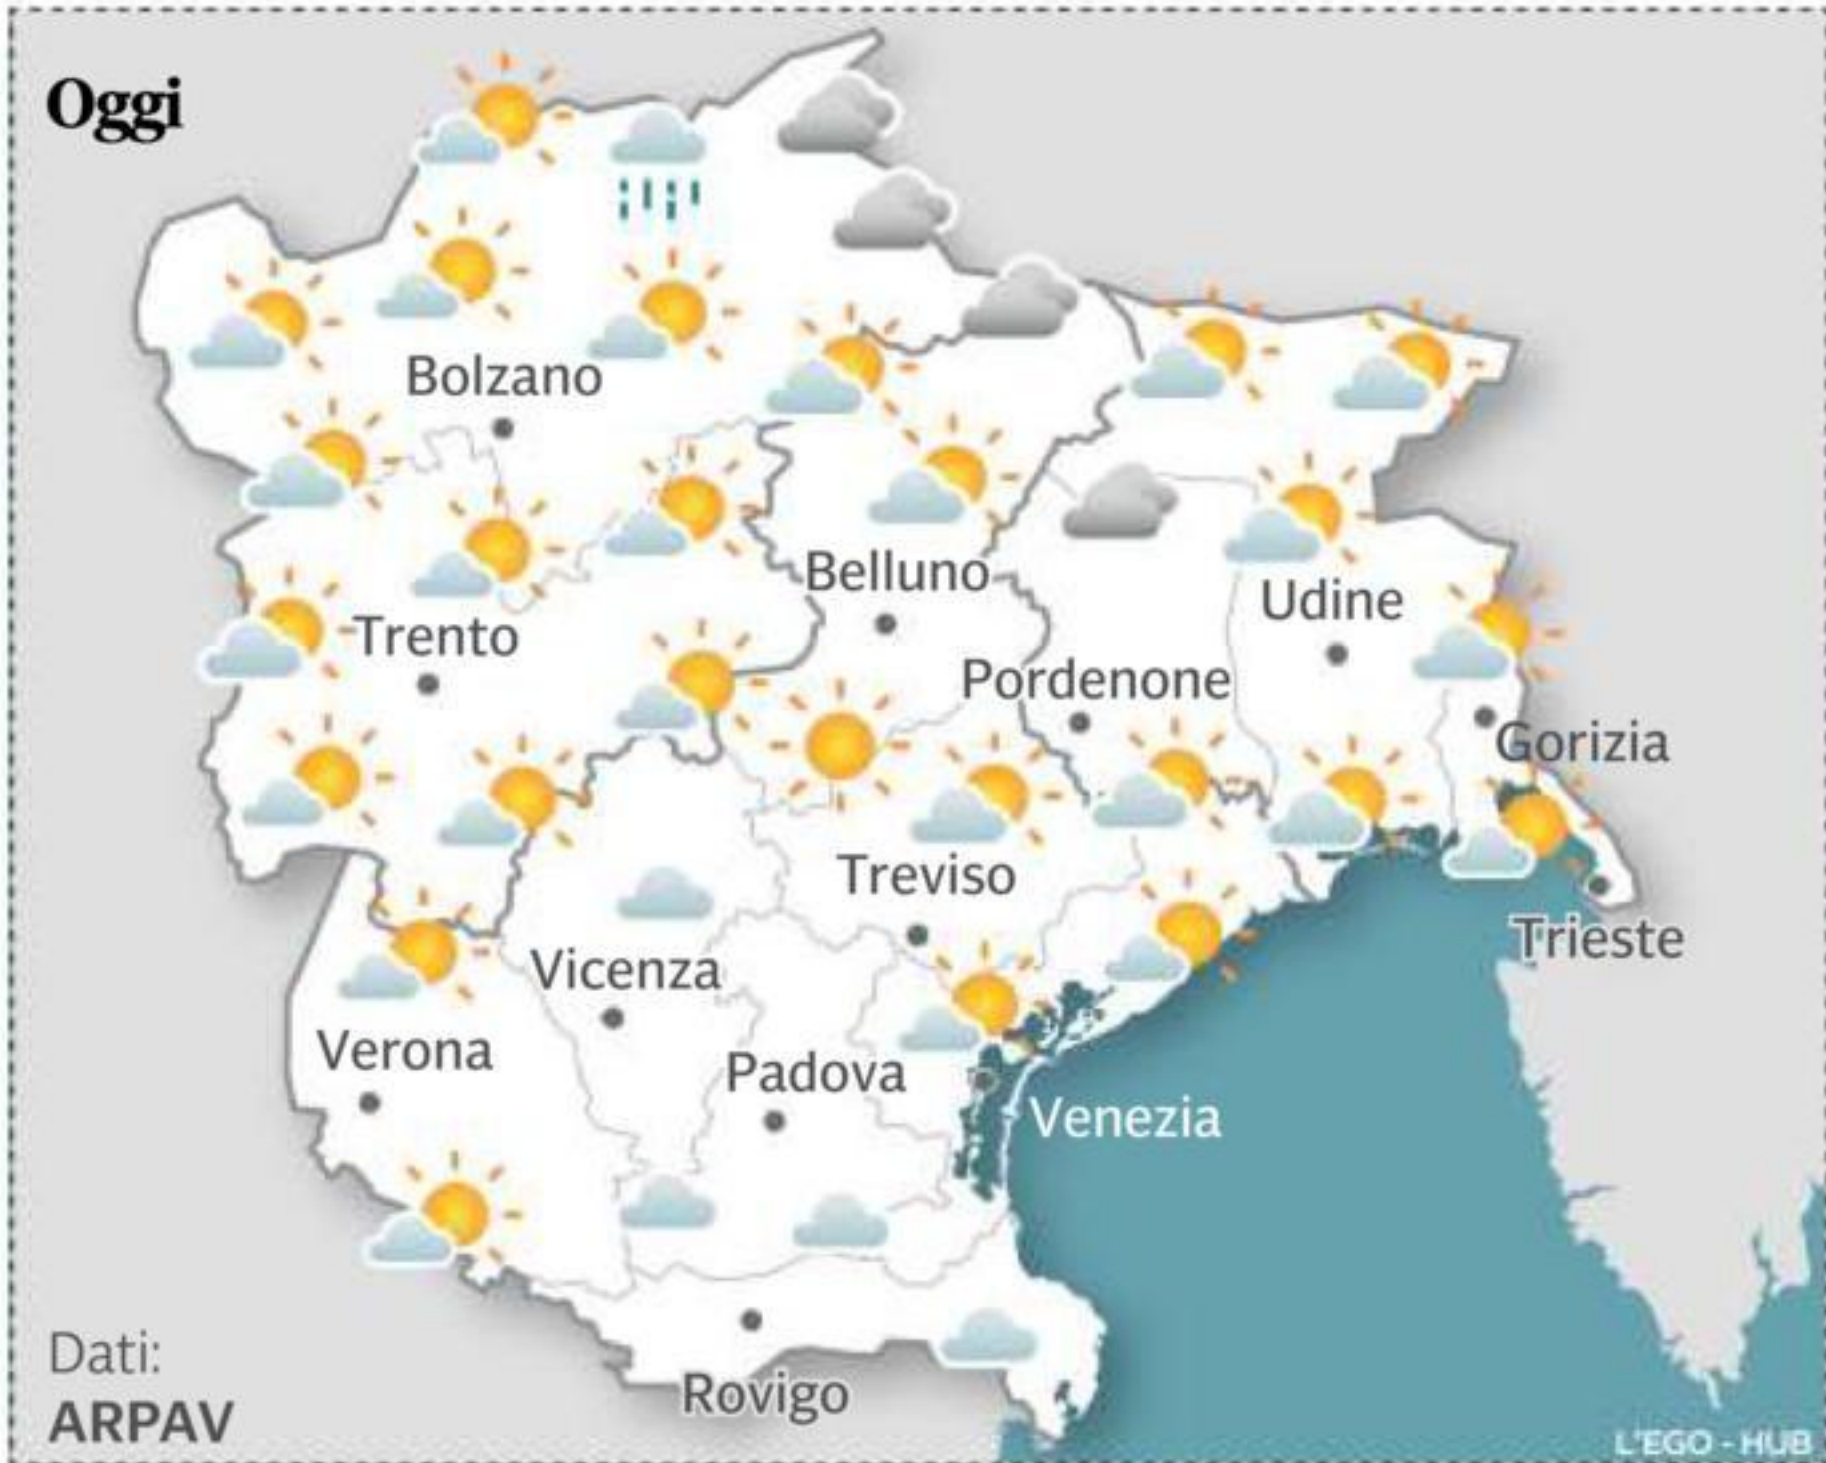 Oggi
Bolzano
Trento
Belluno
Udine
Pordenone
Gorizia
Treviso
Trieste
Vicenza
Verona
Padova
Venezia
Rovigo
Dati:
ARPAV
L'EGO - HUB